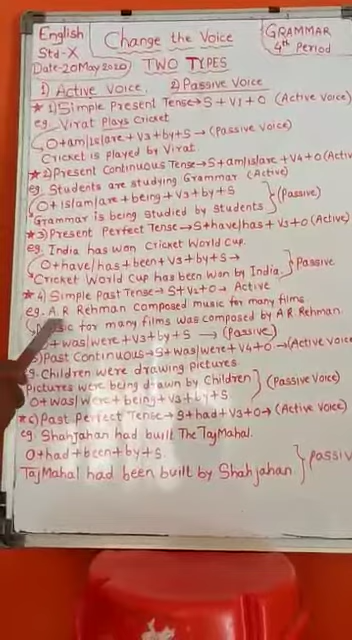 English
Std-X
Date-20May2020
Change the Voice
GRAMMAR
4th Period
TWO TYPES
1) ACTIVE VOICE. 2) PASSIVE VOICE
★ 1) Simple Present Tense→S+V1+O (Active Voice)
eg. Virat Plays Cricket
O+am/is/are+V3+by+S→(Passive Voice)
Cricket is played by Virat
★ 2) Present Continuous Tense→S+am/is/are+V4+O (Active)
eg. Students are studying Grammar (Active)
O+is/am/are+being+V3+by+S (Passive)
Grammar is being studied by Students
★ 3) Present Perfect Tense→S+have/has+V3+O (Active)
eg. India has won Cricket World Cup.
O+have/has+been+V3+by+S→ Passive
Cricket World Cup has been won by India.
★ 4) Simple Past Tense→S+V2+O→Active
eg. A.R Rehman composed music for many films
Music for many films was composed by A R Rehman.
+was/were+V3+by+S→(Passive)
5) Past Continuous→S+was/were+V4+O→(Active Voice
eg. Children were drawing pictures.
Pictures were being drawn by Children (Passive Voice)
O+was/were+being+V3+by+S
★ 6) Past Perfect Tense→S+had+V3+O→(Active Voice)
eg. Shahjahan had built The TajMahal.
O+had+been+by+S. Passiv
TajMahal had been built by Shahjahan.